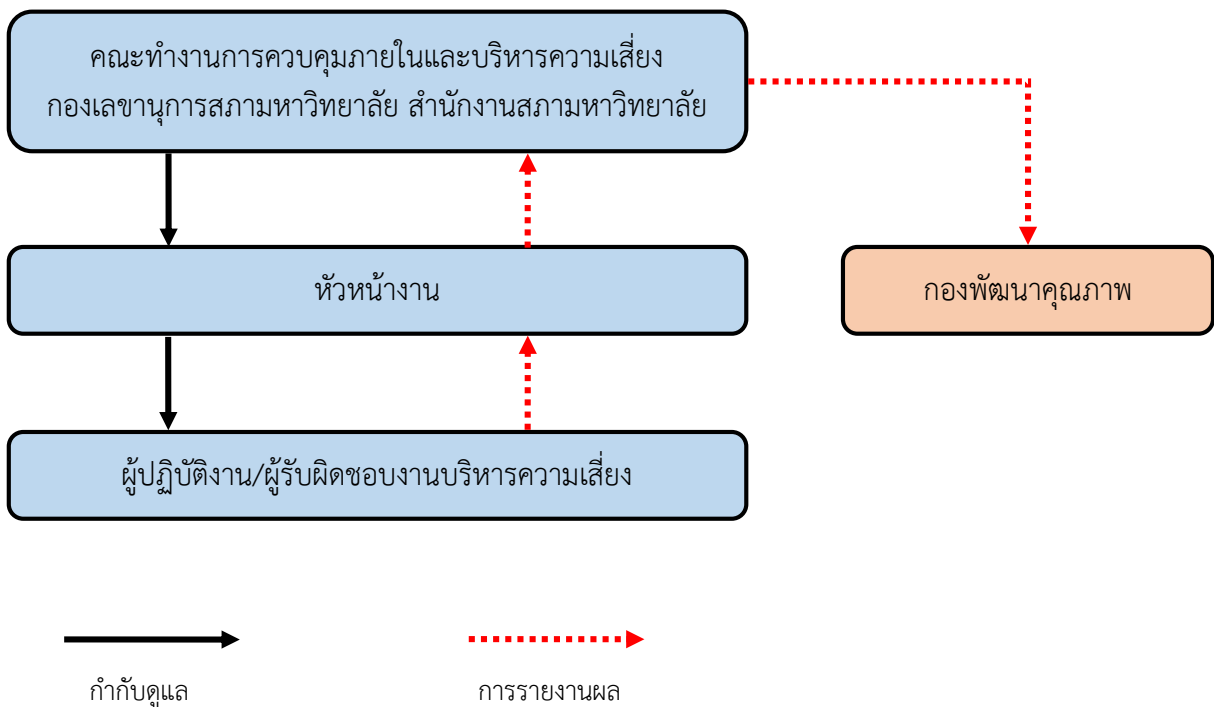 คณะทำงานการควบคุมภายในและบริหารความเสี่ยง
กองเลขานุการสภามหาวิทยาลัย สำนักงานสภามหาวิทยาลัย
หัวหน้างาน
กองพัฒนาคุณภาพ
ผู้ปฏิบัติงาน/ผู้รับผิดชอบงานบริหารความเสี่ยง
กำกับดูแล
การรายงานผล